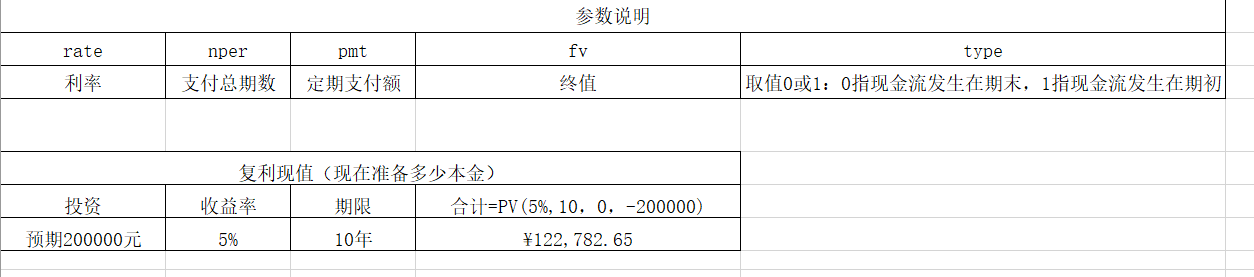 参数说明
rate nper pmt fv type
利率 支付总期数 定期支付额 终值 取值0或1：0指现金流发生在期末，1指现金流发生在期初
复利现值（现在准备多少本金）
投资 收益率 期限 合计=PV(5%,10，0，-200000)
预期200000元 5% 10年 ¥122,782.65